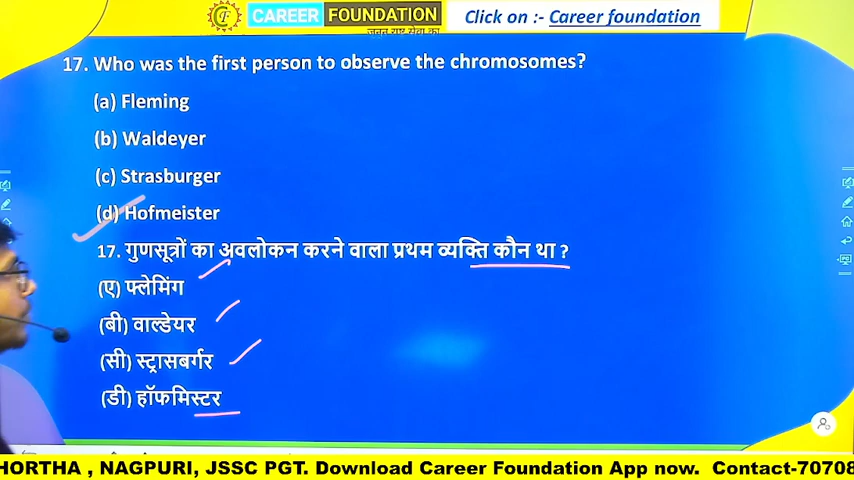 CAREER FOUNDATION
Click on :- Career foundation
17. Who was the first person to observe the chromosomes?
(a) Fleming
(b) Waldeyer
(c) Strasburger
(d) Hofmeister
17. गुणसूत्रों का अवलोकन करने वाला प्रथम व्यक्ति कौन था ?
(ए) फ्लेमिंग
(बी) वाल्डेयर
(सी) स्ट्रासबर्गर
(डी) हॉफमिस्टर
HORTHA , NAGPURI, JSSC PGT. Download Career Foundation App now. Contact-70708